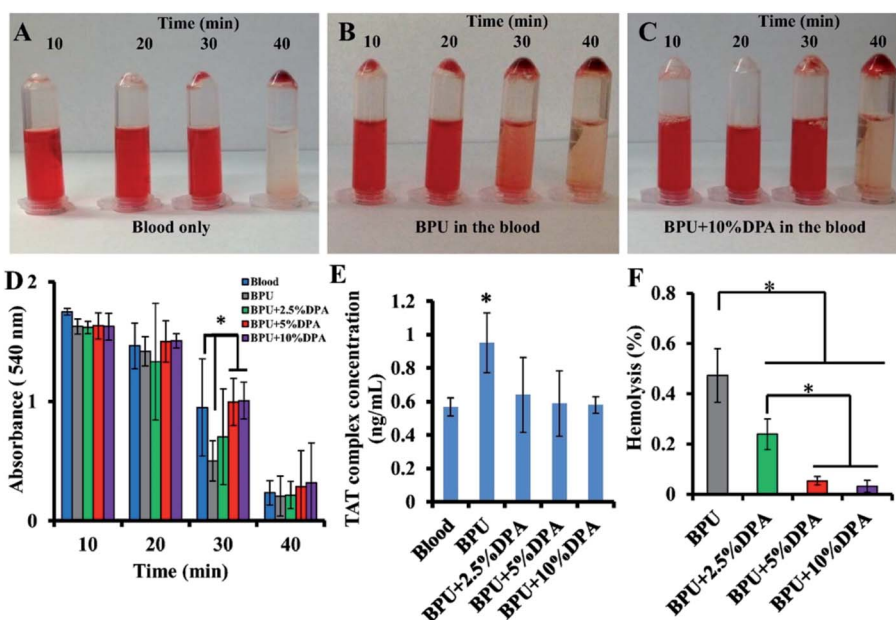 A
Time (min)
10 20 30 40
Blood only
B
Time (min)
10 20 30 40
BPU in the blood
C
Time (min)
10 20 30 40
BPU+10%DPA in the blood
D
Absorbance ( 540 nm)
2
1
0
Blood
BPU
BPU+2.5%DPA
BPU+5%DPA
BPU+10%DPA
*
10 20 30 40
Time (min)
E
TAT complex concentration
(ng/mL)
1.2
1
0.8
0.6
0.4
0.2
0
*
Blood
BPU
BPU+2.5%DPA
BPU+5%DPA
BPU+10%DPA
F
Hemolysis (%)
0.8
0.6
0.4
0.2
0
*
*
BPU
BPU+2.5%DPA
BPU+5%DPA
BPU+10%DPA